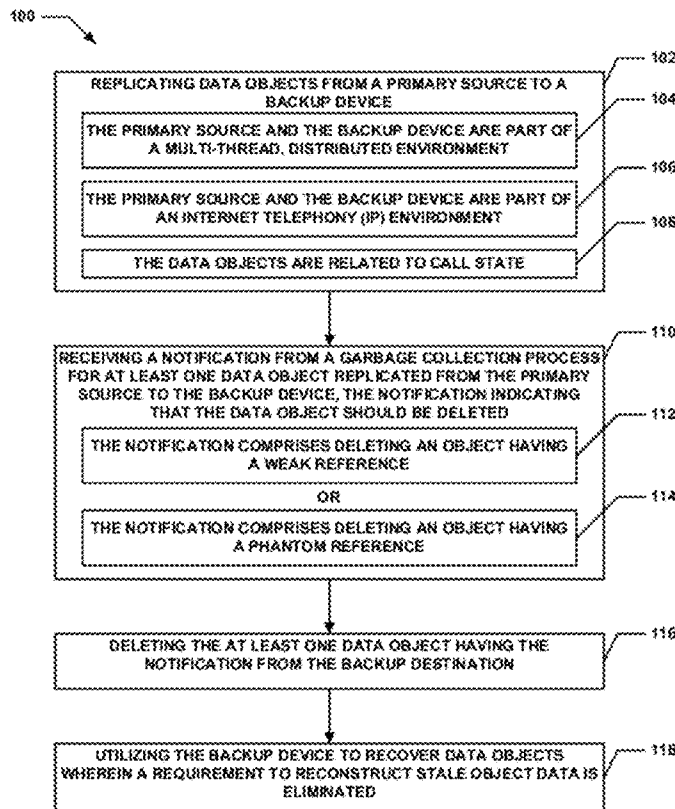 100
102
REPLICATING DATA OBJECTS FROM A PRIMARY SOURCE TO A
BACKUP DEVICE
104
THE PRIMARY SOURCE AND THE BACKUP DEVICE ARE PART OF
A MULTI-THREAD, DISTRIBUTED ENVIRONMENT
106
THE PRIMARY SOURCE AND THE BACKUP DEVICE ARE PART OF
AN INTERNET TELEPHONY (IP) ENVIRONMENT
108
THE DATA OBJECTS ARE RELATED TO CALL STATE
110
RECEIVING A NOTIFICATION FROM A GARBAGE COLLECTION PROCESS
FOR AT LEAST ONE DATA OBJECT REPLICATED FROM THE PRIMARY
SOURCE TO THE BACKUP DEVICE, THE NOTIFICATION INDICATING
THAT THE DATA OBJECT SHOULD BE DELETED
112
THE NOTIFICATION COMPRISES DELETING AN OBJECT HAVING
A WEAK REFERENCE
OR
114
THE NOTIFICATION COMPRISES DELETING AN OBJECT HAVING
A PHANTOM REFERENCE
116
DELETING THE AT LEAST ONE DATA OBJECT HAVING THE
NOTIFICATION FROM THE BACKUP DESTINATION
118
UTILIZING THE BACKUP DEVICE TO RECOVER DATA OBJECTS
WHEREIN A REQUIREMENT TO RECONSTRUCT STALE OBJECT DATA IS
ELIMINATED